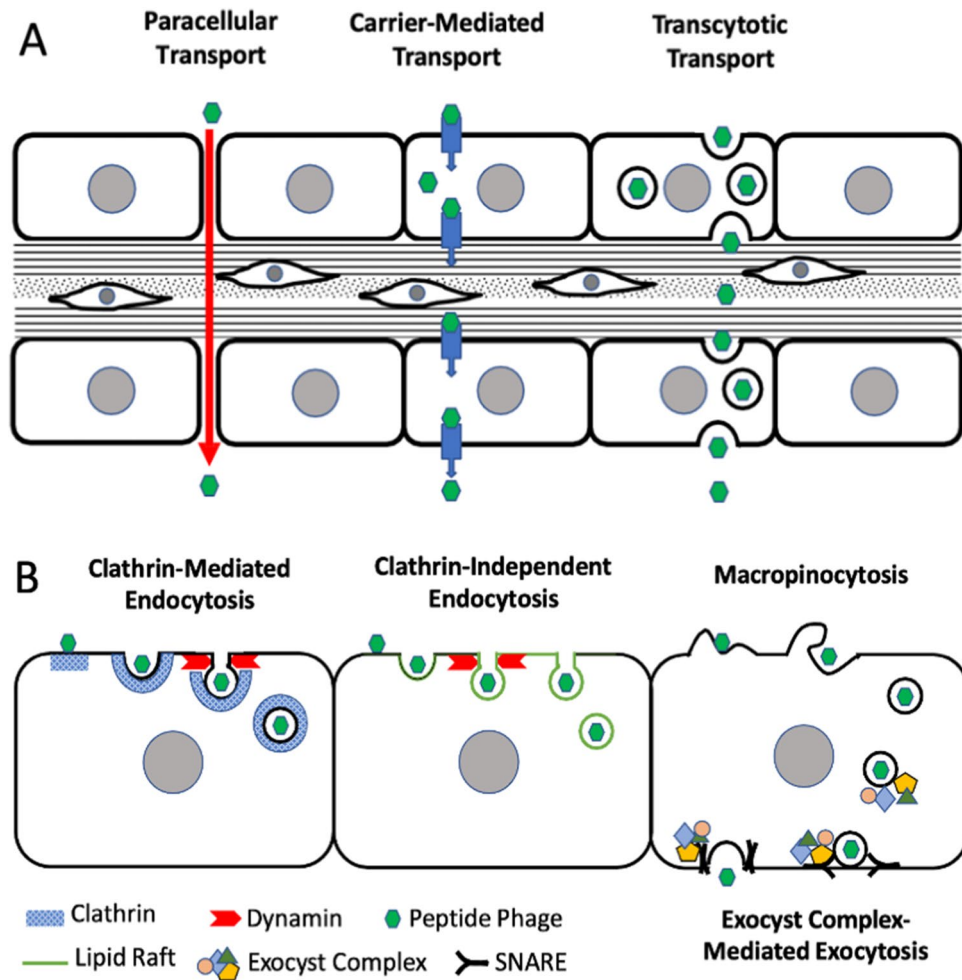 A
Paracellular
Transport
Carrier-Mediated
Transport
Transcytotic
Transport
B
Clathrin-Mediated
Endocytosis
Clathrin-Independent
Endocytosis
Macropinocytosis
Clathrin
Dynamin
Peptide Phage
Lipid Raft
Exocyst Complex
SNARE
Exocyst Complex-
Mediated Exocytosis